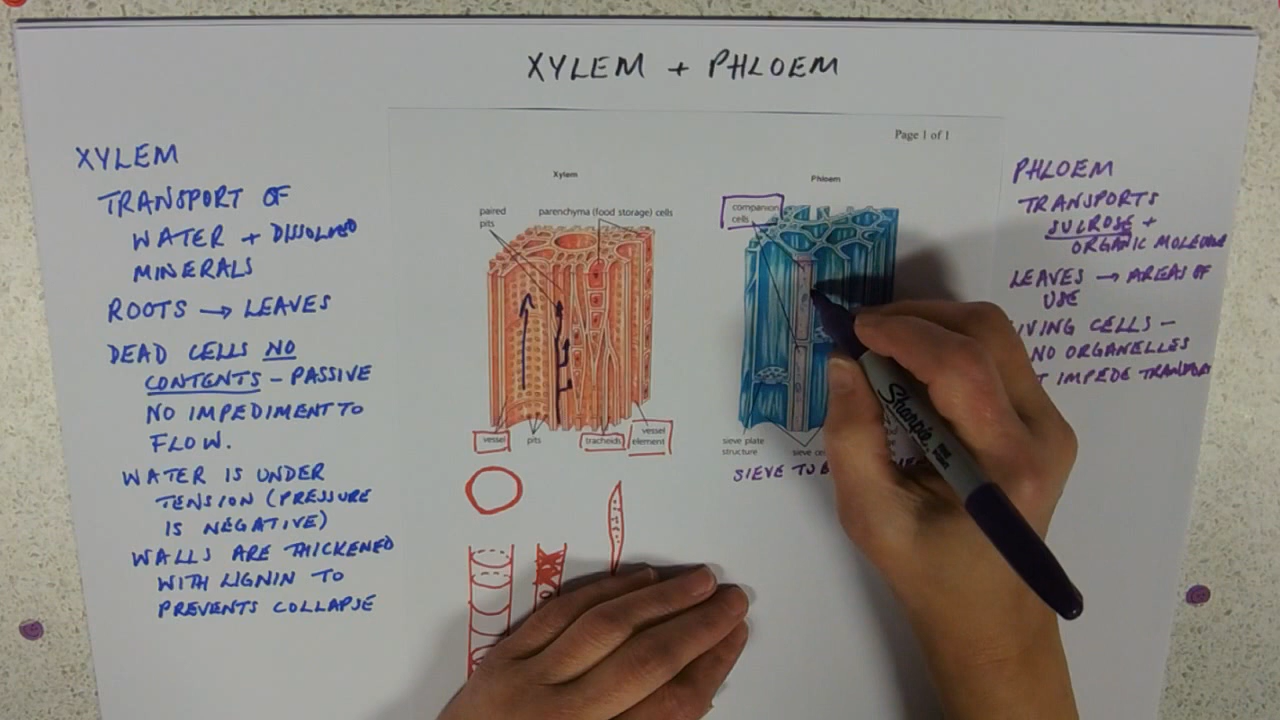 XYLEM + PHLOEM
XYLEM
TRANSPORT OF
WATER + DISSOLVED
MINERALS
ROOTS → LEAVES
DEAD CELLS NO
CONTENTS - PASSIVE
NO IMPEDIMENT TO
FLOW.
WATER IS UNDER
TENSION (PRESSURE
IS NEGATIVE)
WALLS ARE THICKENED
WITH LIGNIN TO
PREVENTS COLLAPSE
Page 1 of 1
Xylem
paired
pits
parenchyma (food storage) cells
vessel
pits
tracheids
vessel
element
Phloem
companion
cells
sieve plate
structure
sieve
SIEVE
Sharpie
PHLOEM
TRANSPORTS
SUCROSE +
ORGANIC MOLECULES
LEAVES → AREAS OF
USE
LIVING CELLS -
NO ORGANELLES
IMPEDE TRANSPORT